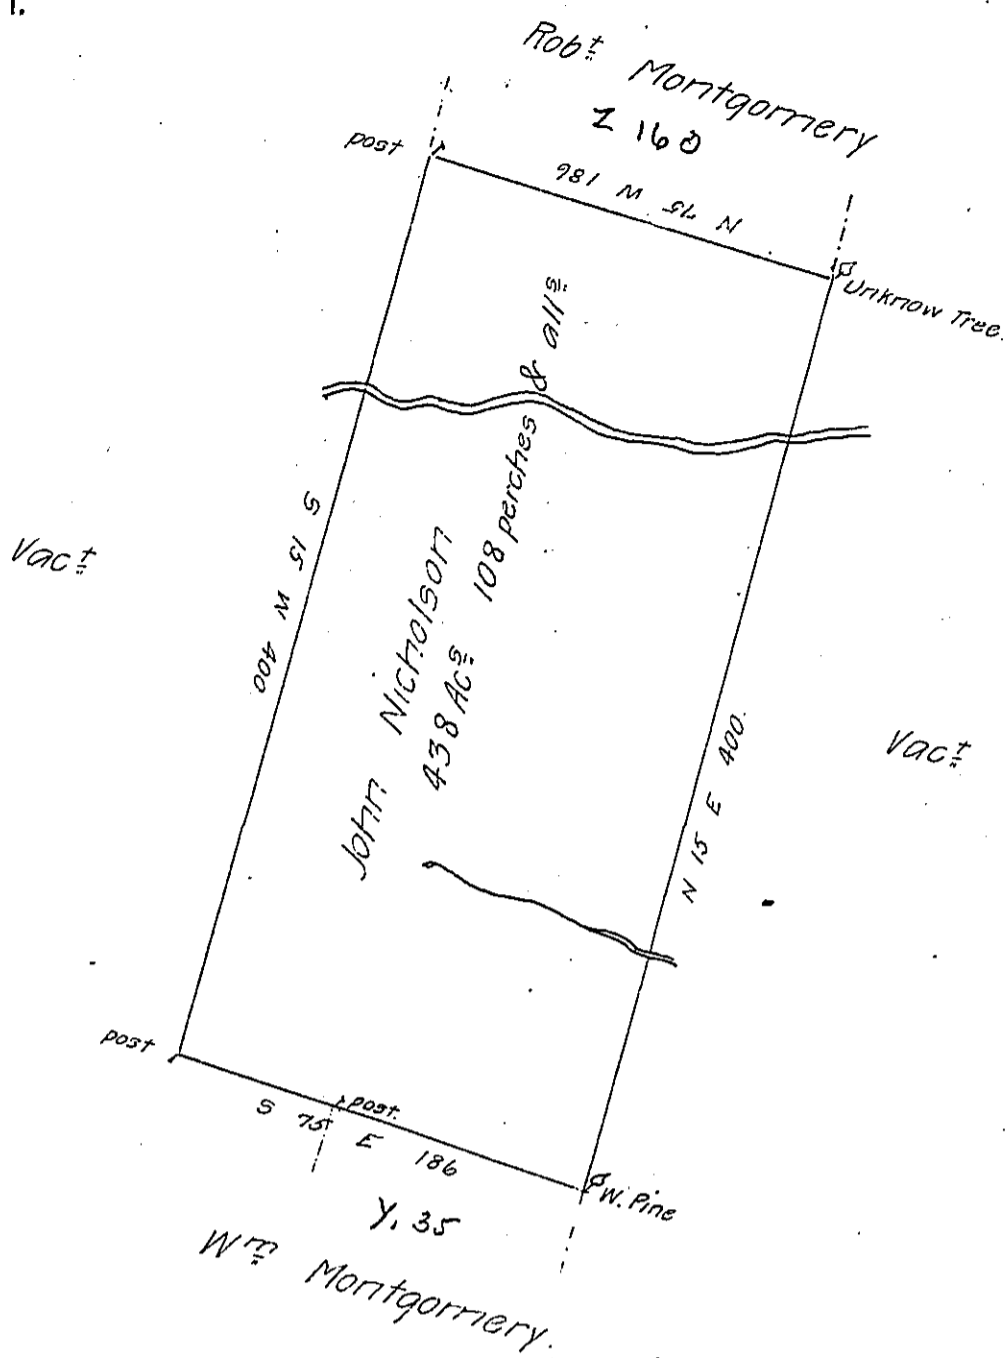 1.
Robt Montgomery
Z 160
post
N 75 W 186
Unknow Tree.
Vact
S 15 W 400
John Nicholson
438 Acs 108 perches & alls
N 15 E 400.
Vact
post
post.
S 75 E 186
W. Pine
Y. 35
Wm Montgomery.